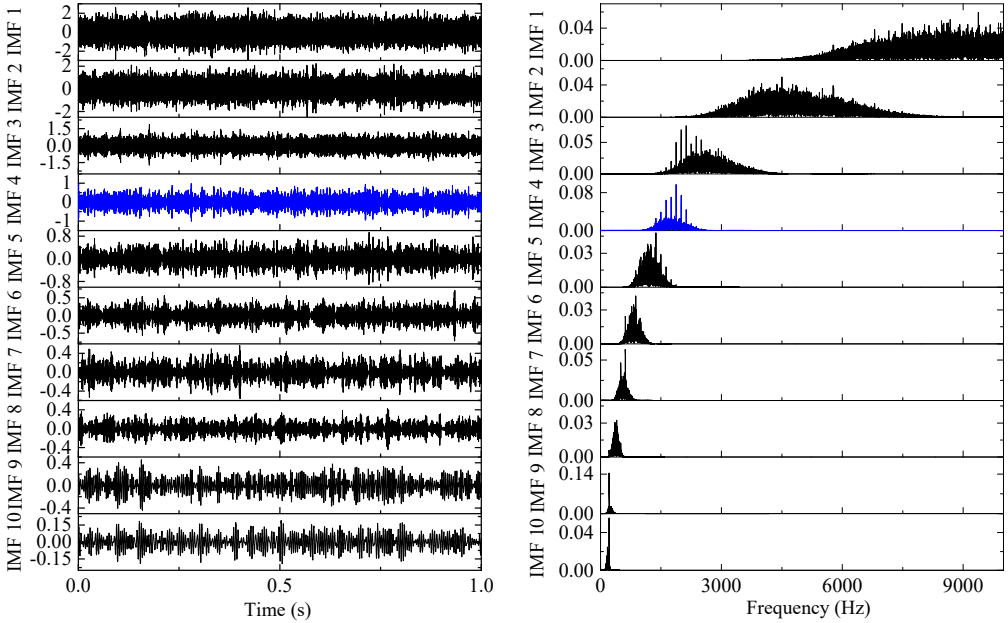 IMF 1
2
0
-2
IMF 2
2
0
-2
IMF 3
1.5
0.0
-1.5
IMF 4
1
0
-1
IMF 5
0.8
0.0
-0.8
IMF 6
0.5
0.0
-0.5
IMF 7
0.4
0.0
-0.4
IMF 8
0.4
0.0
-0.4
IMF 9
0.4
0.0
-0.4
IMF 10
0.15
0.00
-0.15
0.0 0.5 1.0
Time (s)
IMF 1
0.04
0.00
IMF 2
0.04
0.00
IMF 3
0.05
0.00
IMF 4
0.08
0.00
IMF 5
0.03
0.00
IMF 6
0.03
0.00
IMF 7
0.05
0.00
IMF 8
0.03
0.00
IMF 9
0.14
0.00
IMF 10
0.04
0.00
0 3000 6000 9000
Frequency (Hz)